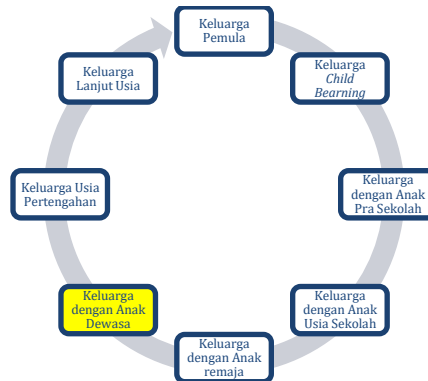 Keluarga
Pemula
Keluarga
Child
Bearning
Keluarga
dengan Anak
Pra Sekolah
Keluarga
dengan Anak
Usia Sekolah
Keluarga
dengan Anak
remaja
Keluarga
dengan Anak
Dewasa
Keluarga Usia
Pertengahan
Keluarga
Lanjut Usia